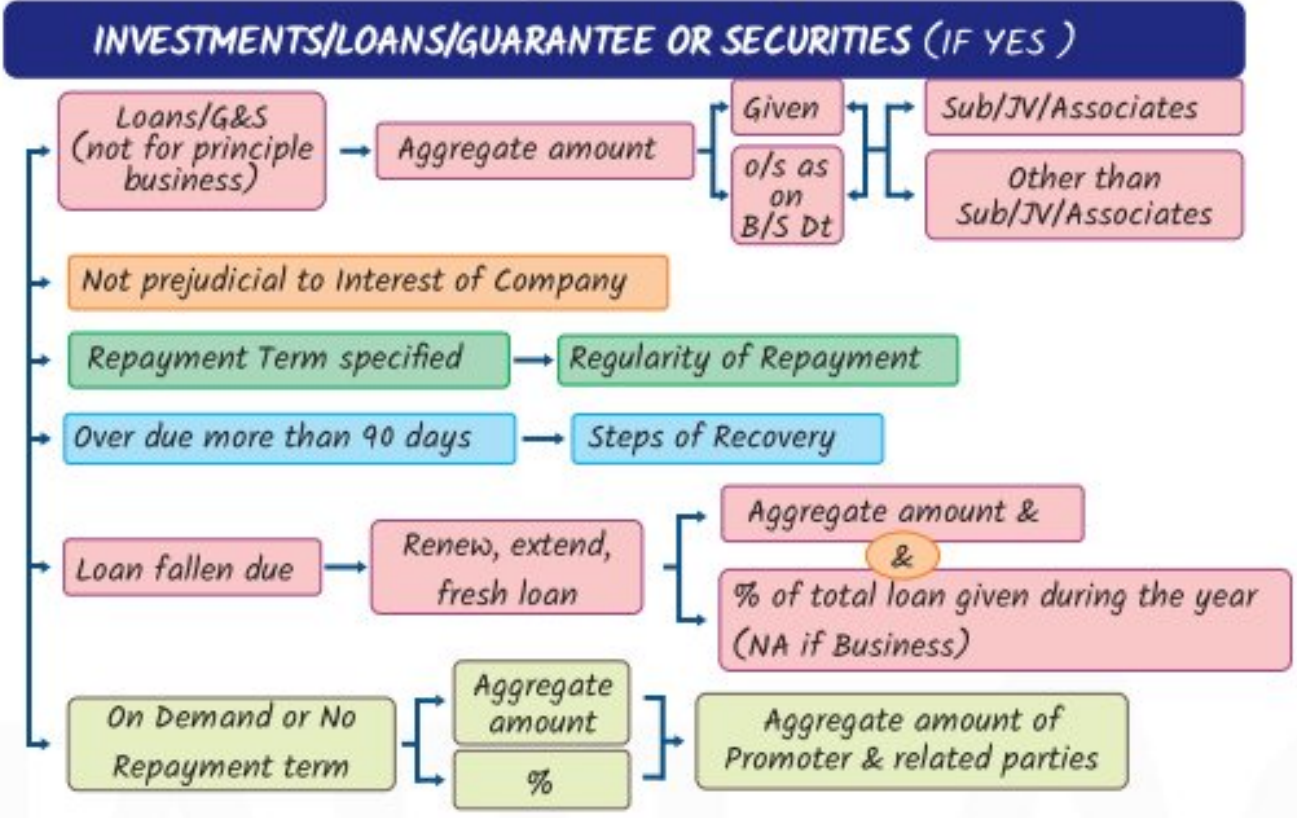 INVESTMENTS/LOANS/GUARANTEE OR SECURITIES (IF YES )
Loans/G&S
(not for principle
business)
Aggregate amount
Given
o/s as
on
B/S Dt
Sub/JV/Associates
Other than
Sub/JV/Associates
Not prejudicial to Interest of Company
Repayment Term specified
Regularity of Repayment
Over due more than 90 days
Steps of Recovery
Loan fallen due
Renew, extend,
fresh loan
Aggregate amount &
&
% of total loan given during the year
(NA if Business)
On Demand or No
Repayment term
Aggregate
amount
%
Aggregate amount of
Promoter & related parties